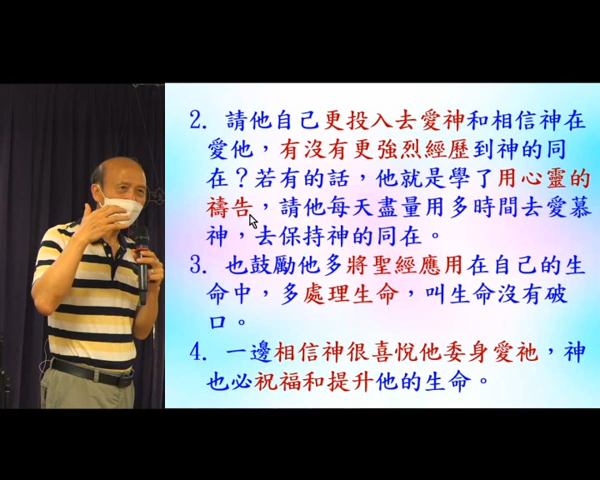 2. 請他自己更投入去愛神和相信神在
愛他，有沒有更強烈經歷到神的同
在？若有的話，他就是學了用心靈的
禱告，請他每天盡量用多時間去愛慕
神，去保持神的同在。
3. 也鼓勵他多將聖經應用在自己的生
命中，多處理生命，叫生命沒有破
口。
4. 一邊相信神很喜悅他委身愛祂，神
也必祝福和提升他的生命。